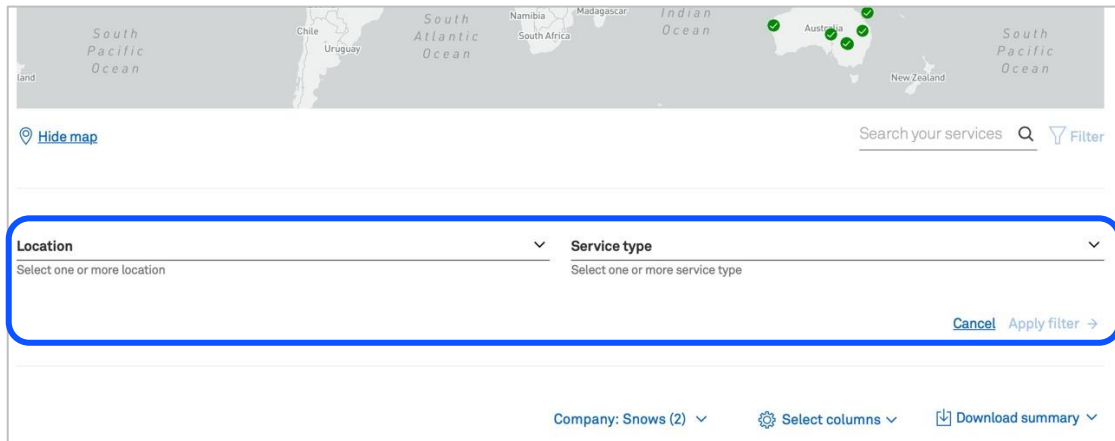 South Pacific Ocean
Chile
Uruguay
South Atlantic Ocean
Namibia
South Africa
Madagascar
Indian Ocean
Australia
New Zealand
South Pacific Ocean
land
Hide map
Search your services
Filter
Location
Service type
Select one or more location
Select one or more service type
Cancel Apply filter
Company: Snows (2)
Select columns
Download summary